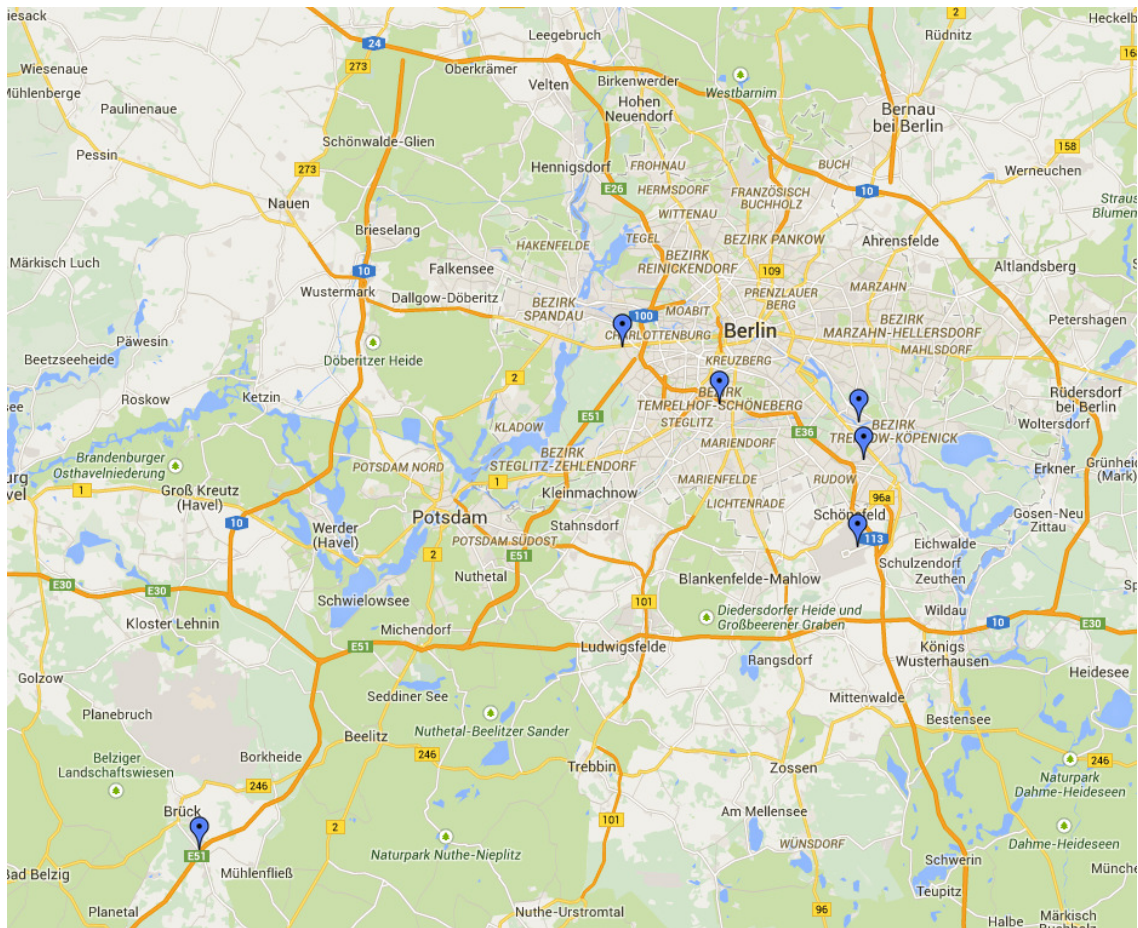 iesack
24
Leegebruch
2
Heckelb
Rüdnitz
Wiesenaue
273
Oberkrämer
Velten
Birkenwerder
Westbarnim
Mühlenberge
Paulinenaue
Hohen
Neuendorf
Bernau
bei Berlin
Schönwalde-Glien
Pessin
273
Hennigsdorf
FROHNAU
BUCH
158
Werneuchen
E26
HERMSDORF
FRANZÖSISCH
BUCHHOLZ
10
Nauen
WITTENAU
Straus
Blumen
Brieselang
HAKENFELDE
TEGEL
BEZIRK PANKOW
Ahrensfelde
Märkisch Luch
10
Falkensee
BEZIRK
REINICKENDORF
109
Altlandsberg
Wustermark
Dallgow-Döberitz
BEZIRK
SPANDAU
MOABIT
PRENZLAUER
BERG
MARZAHN
100
CHARLOTTENBURG
Berlin
BEZIRK
MARZAHN-HELLERSDORF
Petershagen
Päwesin
Döberitzer Heide
MAHLSDORF
Beetzseeheide
KREUZBERG
2
Roskow
Ketzin
BEZIRK
TEMPELHOF-SCHÖNEBERG
Rüdersdorf
bei Berlin
see
E51
STEGLITZ
Woltersdorf
KLADOW
MARIENDORF
E36
BEZIRK
TREPTOW-KÖPENICK
Brandenburger
Osthavelniederung
POTSDAM NORD
BEZIRK
STEGLITZ-ZEHLENDORF
Erkner
Grünheide
(Mark)
1
Groß Kreutz
(Havel)
1
Kleinmachnow
MARIENFELDE
RUDOW
LICHTENRADE
96a
10
Werder
(Havel)
Potsdam
Stahnsdorf
Schönefeld
Gosen-Neu
Zittau
POTSDAM SÜDOST
113
Eichwalde
2
E51
Schulzendorf
E30
E30
Nuthetal
Blankenfelde-Mahlow
Zeuthen
Schwielowsee
101
Diedersdorfer Heide und
Großbeerener Graben
Wildau
Kloster Lehnin
Michendorf
10
E30
E51
Ludwigsfelde
Königs
Wusterhausen
Golzow
Rangsdorf
Heidesee
Seddiner See
Mittenwalde
Planebruch
Nuthetal-Beelitzer Sander
Bestensee
Beelitz
Belziger
Landschaftswiesen
Borkheide
246
Trebbin
Zossen
246
246
Naturpark
Dahme-Heideseen
Brück
2
101
Am Mellensee
E51
Naturpark Nuthe-Nieplitz
WÜNSDORF
Dahme-Heideseen
Bad Belzig
Mühlenfließ
Schwerin
Münche
Teupitz
Planetal
Nuthe-Urstromtal
96
Halbe
Märkisch